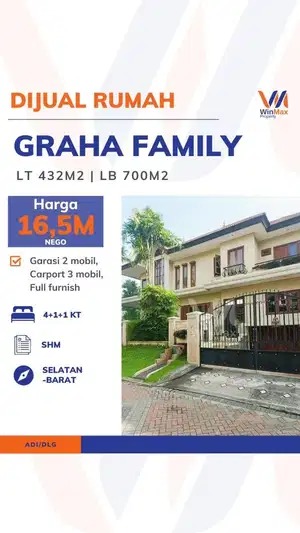 WinMax
Property
DIJUAL RUMAH
GRAHA FAMILY
LT 432M2 | LB 700M2
Harga
16,5M
NEGO
Garasi 2 mobil,
Carport 3 mobil,
Full furnish
4+1+1 KT
SHM
SELATAN
-BARAT
ADI/DLG